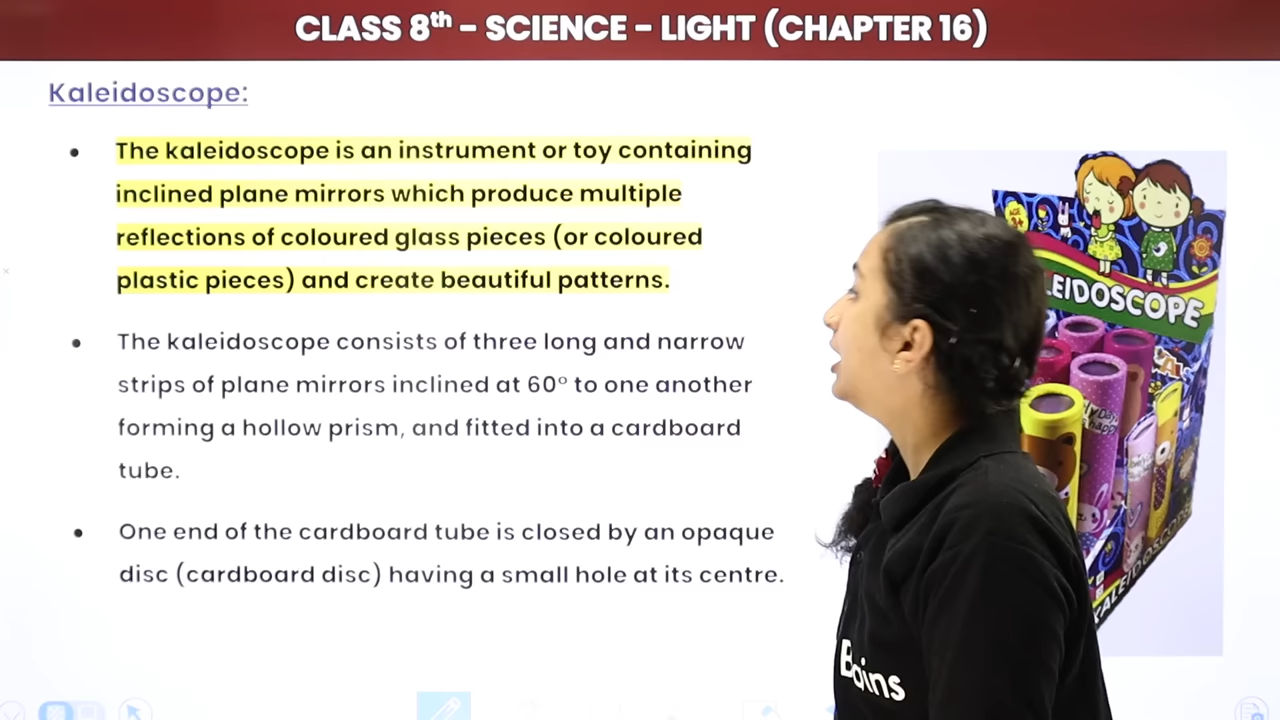 CLASS 8th – SCIENCE – LIGHT (CHAPTER 16)
Kaleidoscope:
• The kaleidoscope is an instrument or toy containing
inclined plane mirrors which produce multiple
reflections of coloured glass pieces (or coloured
plastic pieces) and create beautiful patterns.
• The kaleidoscope consists of three long and narrow
strips of plane mirrors inclined at 60° to one another
forming a hollow prism, and fitted into a cardboard
tube.
• One end of the cardboard tube is closed by an opaque
disc (cardboard disc) having a small hole at its centre.
AGE
LEIDOSCOPE
KALEIDOSCOPE
Bains